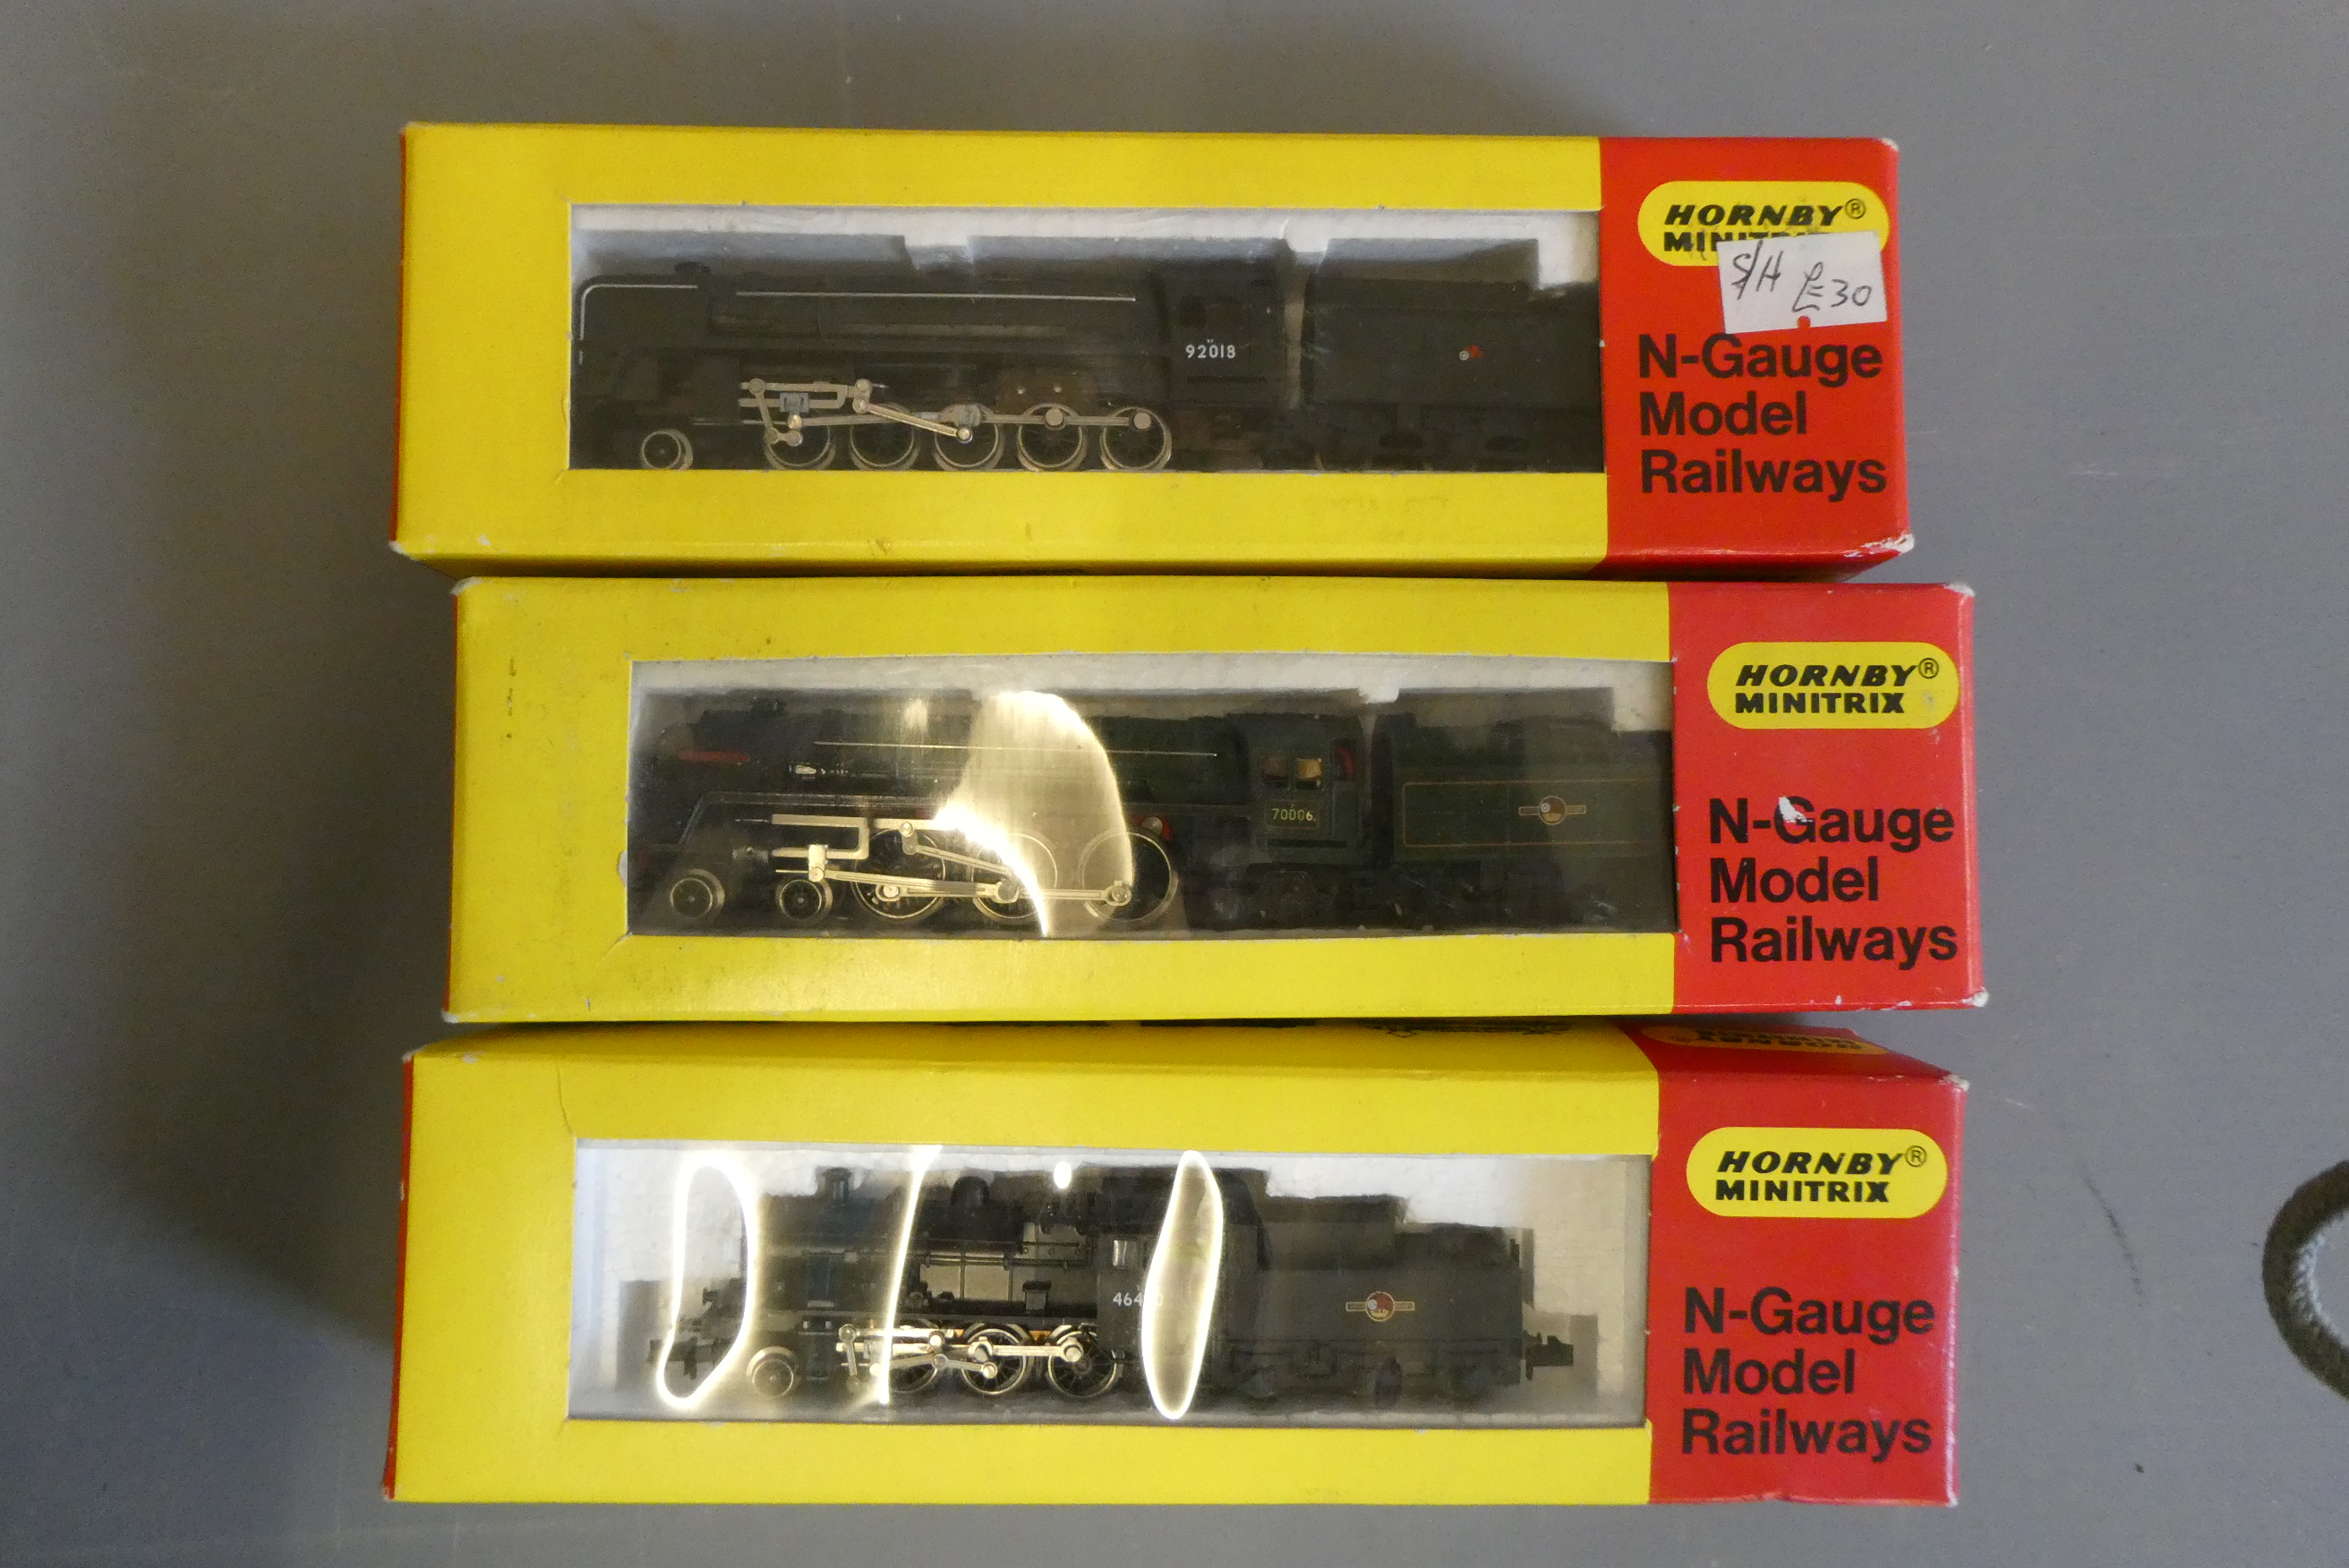 HORNBY®
S/H £30
N-Gauge
Model
Railways
92018
HORNBY®
MINITRIX
N-Gauge
Model
Railways
70006.
HORNBY®
MINITRIX
N-Gauge
Model
Railways